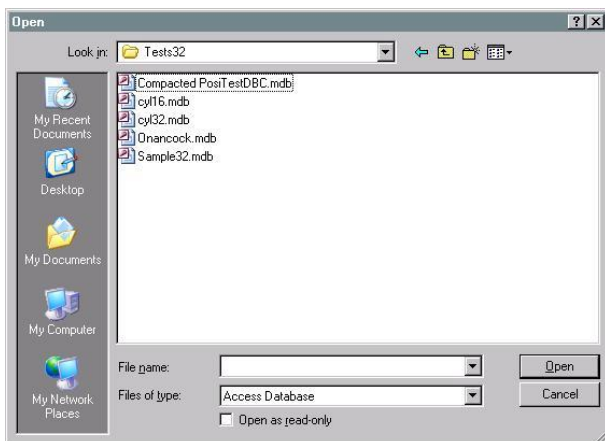 Open
Look in: Tests32
My Recent
Documents
Desktop
My Documents
My Computer
My Network
Places
Compacted PosiTestDBC.mdb
cyl16.mdb
cyl32.mdb
Onancock.mdb
Sample32.mdb
File name:
Open
Files of type: Access Database
Cancel
Open as read-only